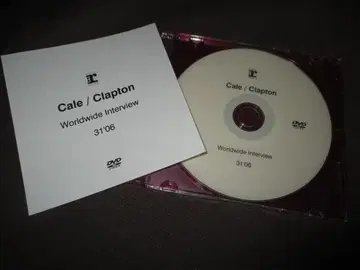 r
Cale / Clapton
Worldwide Interview
31'06
DVD
Cale / Clapton
DVD
Worldwide Interview
31'06